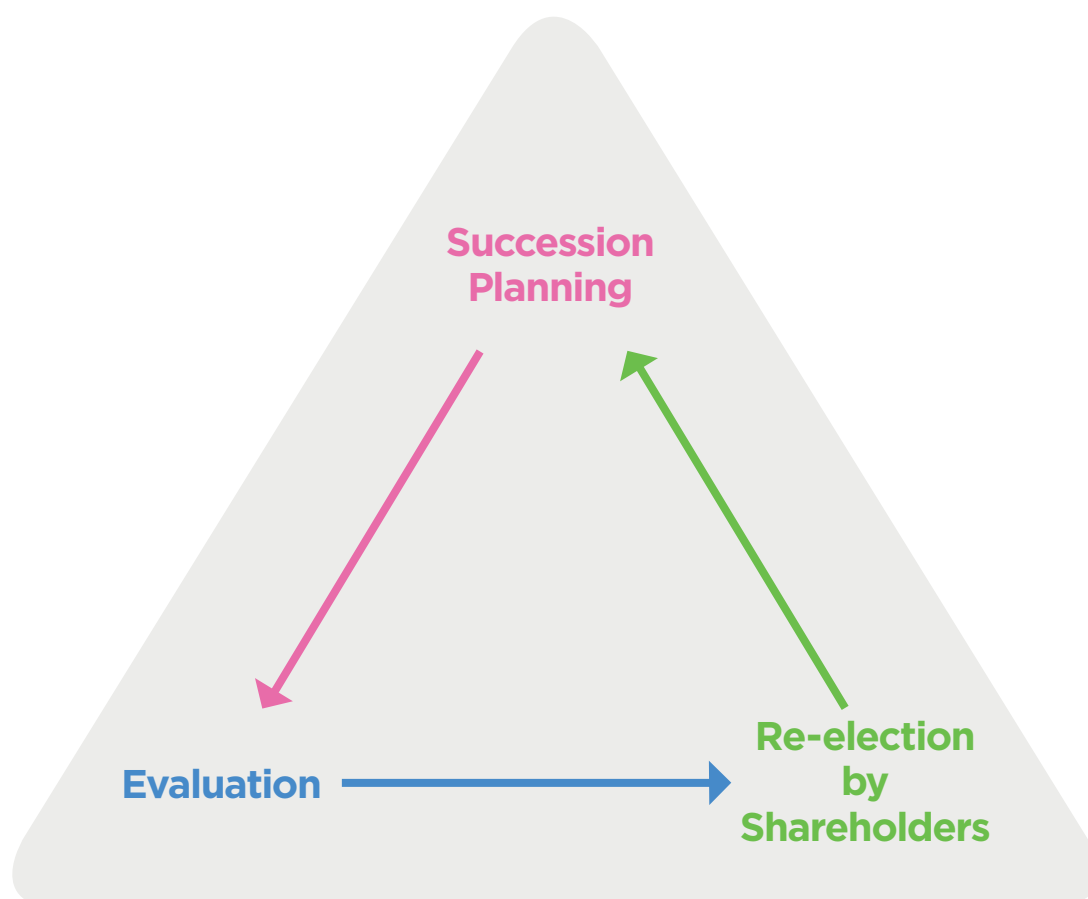 Succession
Planning
Evaluation
Re-election
by
Shareholders